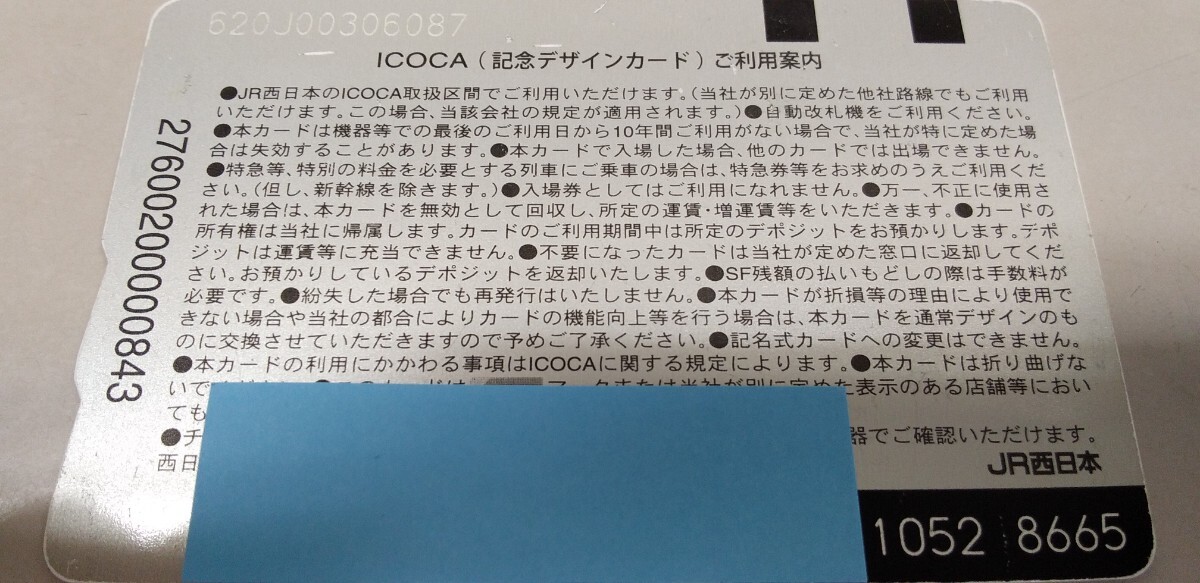 620J00306087
ICOCA(記念デザインカード)ご利用案内
●JR西日本のICOCA取扱区間でご利用いただけます。(当社が別に定めた他社路線でもご利用
いただけます。この場合、当該会社の規定が適用されます。)●自動改札機をご利用ください。
●本カードは機器等での最後のご利用日から10年間ご利用がない場合で、当社が特に定めた場
合は失効することがあります。●本カードで入場した場合、他のカードでは出場できません。
●特急等、特別の料金を必要とする列車にご乗車の場合は、特急券等をお求めのうえご利用くだ
さい。(但し、新幹線を除きます。)●入場券としてはご利用になれません。●万一、不正に使用さ
れた場合は、本カードを無効として回収し、所定の運賃・増運賃等をいただきます。●カードの
所有権は当社に帰属します。カードのご利用期間中は所定のデポジットをお預かりします。デポ
ジットは運賃等に充当できません。●不要になったカードは当社が定めた窓口に返却してくだ
さい。お預かりしているデポジットを返却いたします。●SF残額の払いもどしの際は手数料が
必要です。●紛失した場合でも再発行はいたしません。●本カードが折損等の理由により使用で
きない場合や当社の都合によりカードの機能向上等を行う場合は、本カードを通常デザインのも
のに交換させていただきますので予めご了承ください。●記名式カードへの変更はできません。
●本カードの利用にかかわる事項はICOCAに関する規定によります。●本カードは折り曲げな
いで マークまたは当社が別に定めた表示のある店舗等におい
ても
●チ 器でご確認いただけます。
西日 JR西日本
1052 8665
2760020000000843